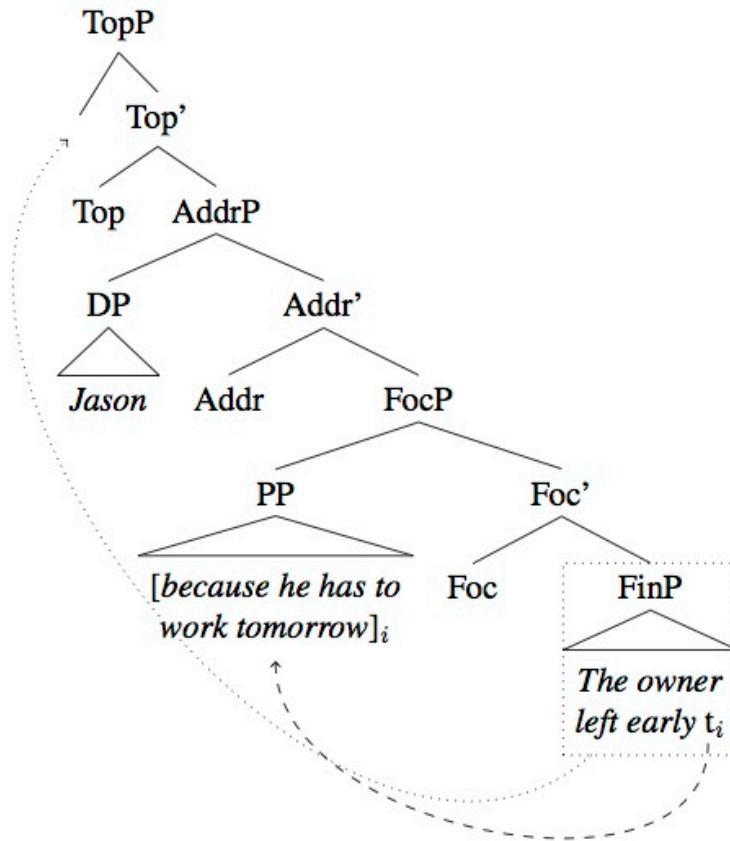 TopP
Top’
Top AddrP
DP Addr’
Jason Addr FocP
PP Foc’
[because he has to
work tomorrow]i
Foc FinP
The owner
left early ti